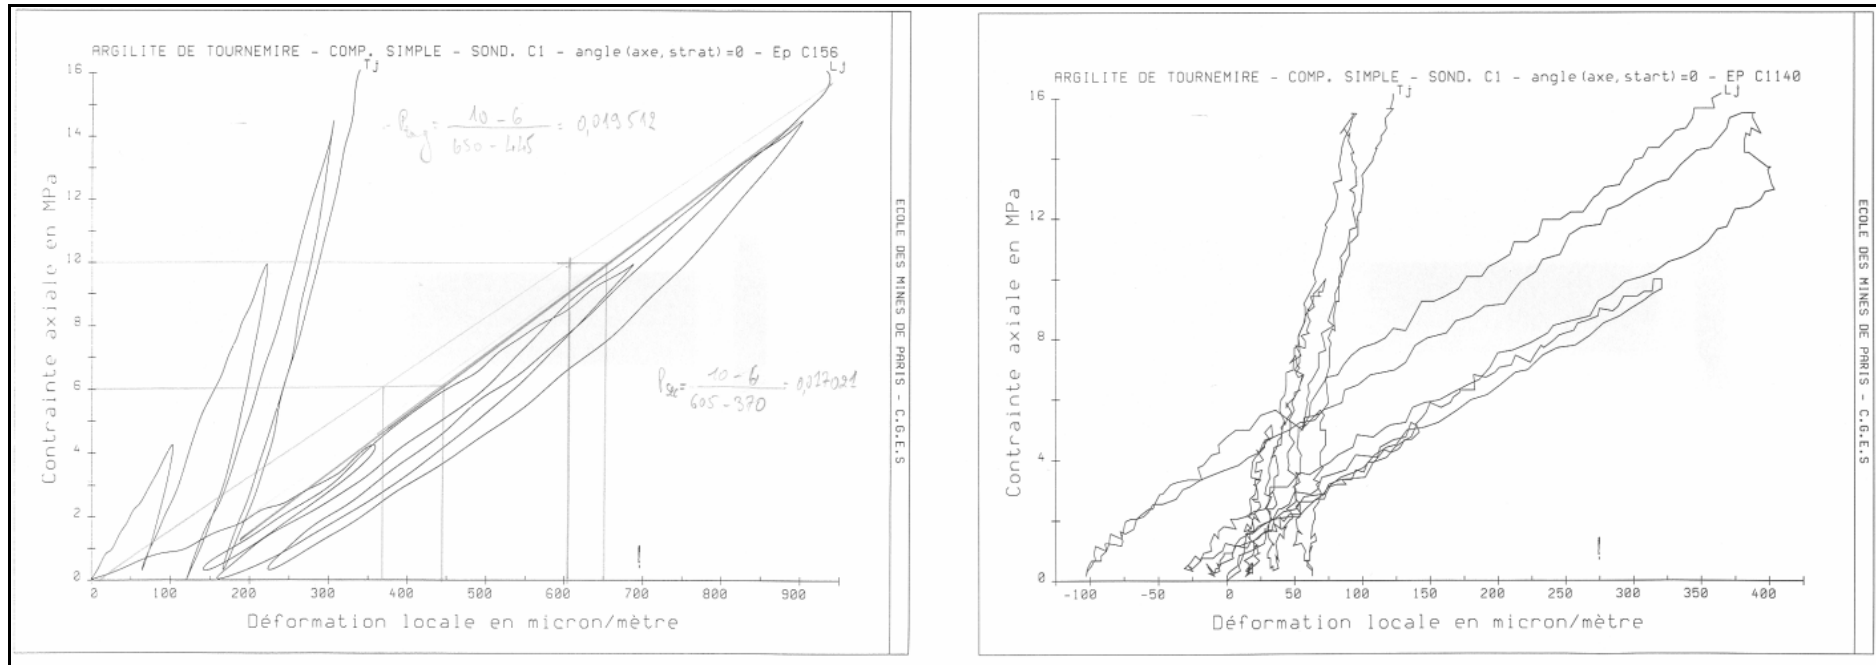 ARGILITE DE TOURNEMIRE - COMP. SIMPLE - SOND. C1 - angle (axe, strat) =0 - Ep C156
Tj
Lj
16
14
12
12
8
6
4
2
0
Contrainte axiale en MPa
10 - 6
650 - 445
= 0,019512
Psec = 10 - 6
605 - 370
= 0,017021
!
0 100 200 300 400 500 600 700 800 900
Déformation locale en micron/mètre
ECOLE DES MINES DE PARIS - C.G.E.S
ARGILITE DE TOURNEMIRE - COMP. SIMPLE - SOND. C1 - angle (axe, start) =0 - EP C1140
Tj
Lj
16
12
8
4
0
Contrainte axiale en MPa
!
-100 -50 0 50 100 150 200 250 300 350 400
Déformation locale en micron/mètre
ECOLE DES MINES DE PARIS - C.G.E.S